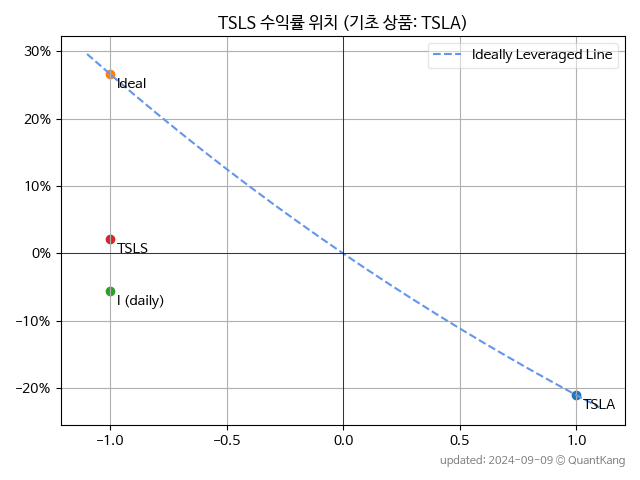 TSLS 수익률 위치 (기초 상품: TSLA)
Ideally Leveraged Line
30%
20%
10%
0%
−10%
−20%
Ideal
TSLS
I (daily)
TSLA
−1.0
−0.5
0.0
0.5
1.0
updated: 2024-09-09 © QuantKang